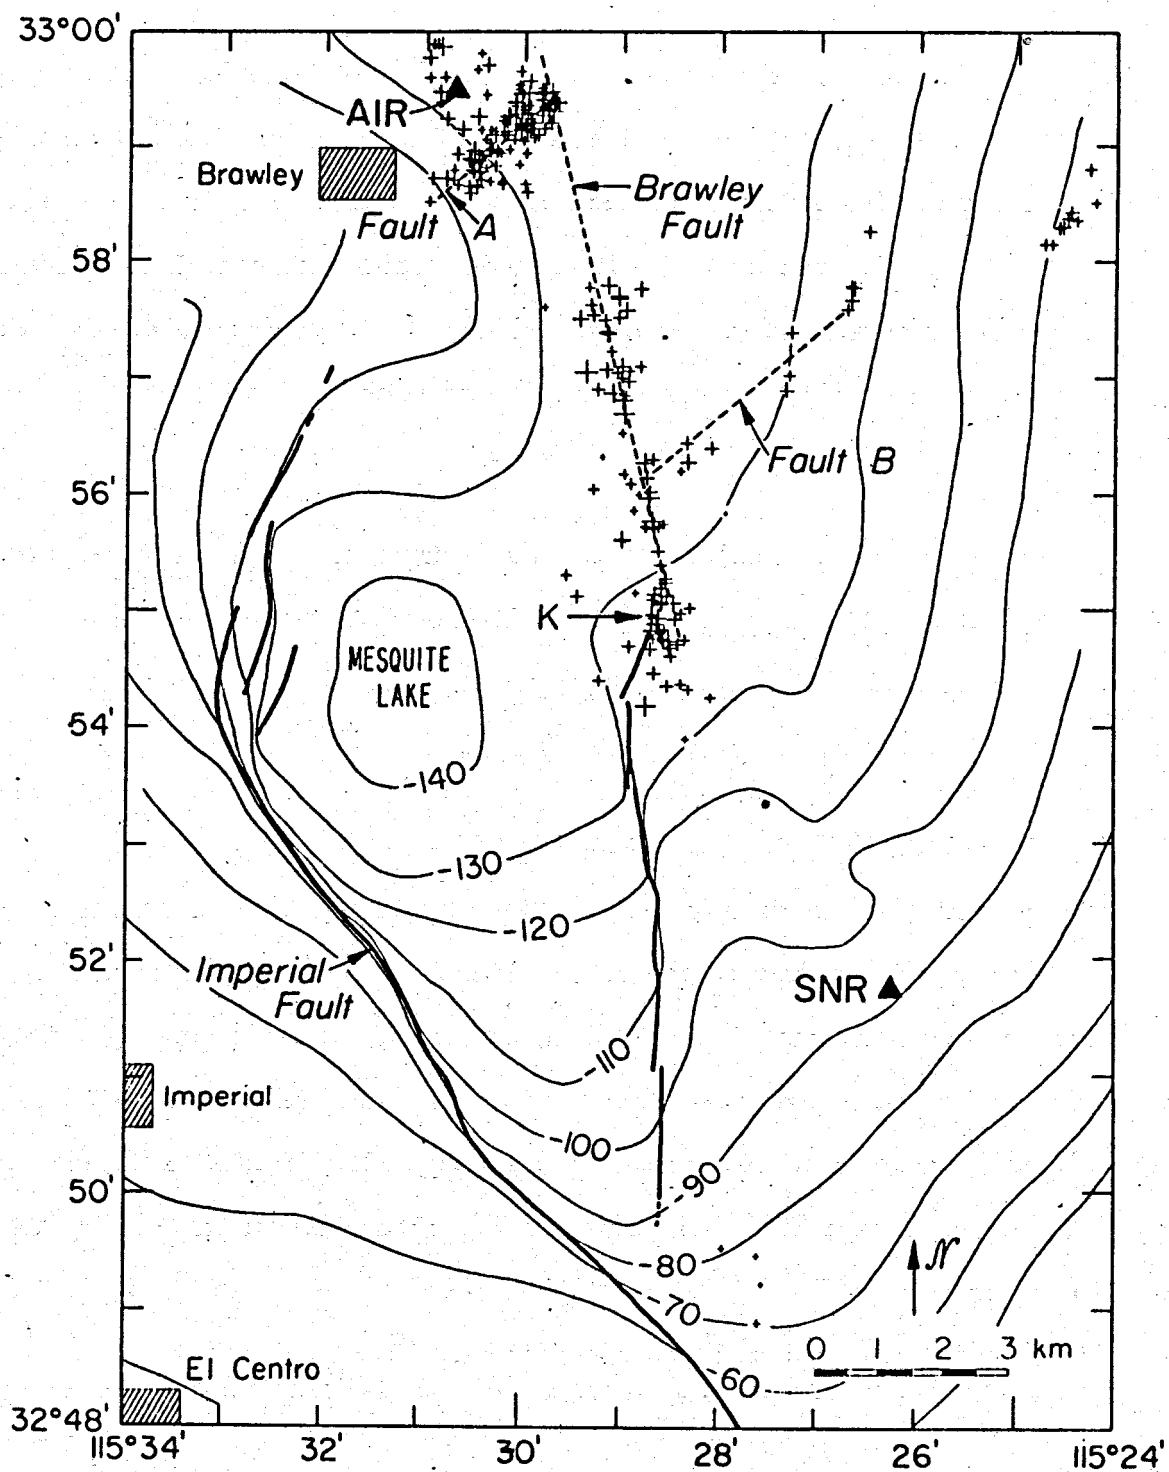 33°00'
AIR
Brawley
Brawley
Fault
Fault A
58'
Fault B
56'
K
MESQUITE
LAKE
54'
-140
-130
-120
52'
Imperial
Fault
SNR
-110
Imperial
-100
-90
50'
N
-80
-70
0 1 2 3 km
El Centro
-60
32°48'
115°34' 32' 30' 28' 26' 115°24'